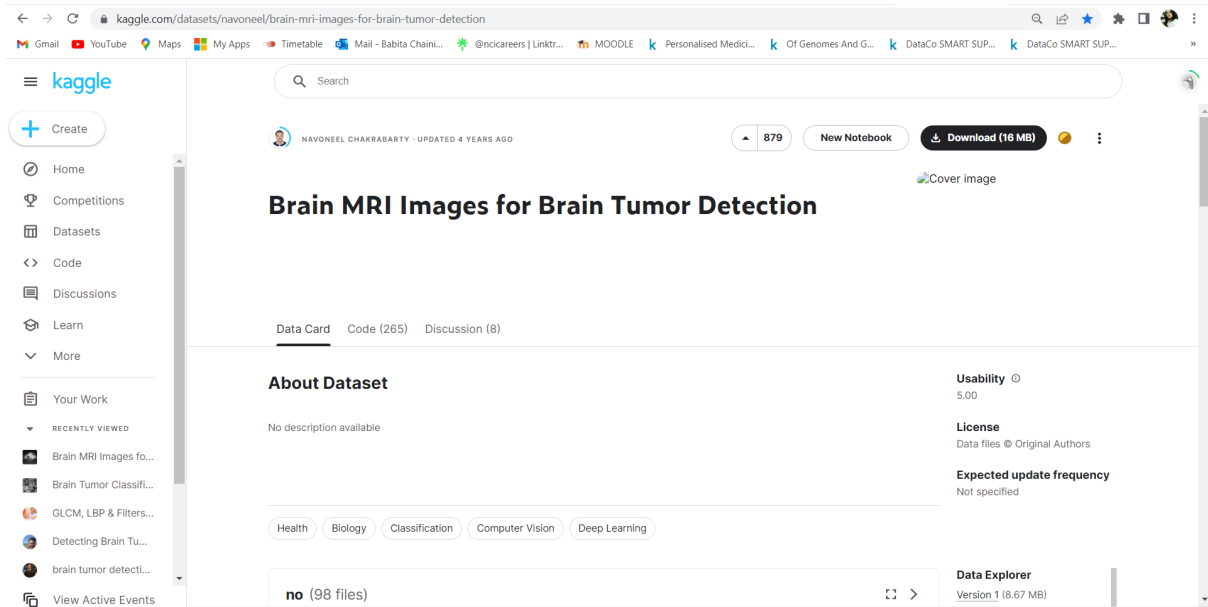 kaggle.com/datasets/navoneel/brain-mri-images-for-brain-tumor-detection
Gmail YouTube Maps My Apps Timetable Mail - Babita Chaini... @ncicareers | Linktr... MOODLE Personalised Medici... Of Genomes And G... DataCo SMART SUP... DataCo SMART SUP... »
kaggle
Search
Create
Home
Competitions
Datasets
Code
Discussions
Learn
More
Your Work
RECENTLY VIEWED
Brain MRI Images fo...
Brain Tumor Classifi...
GLCM, LBP & Filters...
Detecting Brain Tu...
brain tumor detecti...
View Active Events
NAVONEEL CHAKRABARTY · UPDATED 4 YEARS AGO
879
New Notebook
Download (16 MB)
Cover image
Brain MRI Images for Brain Tumor Detection
Data Card Code (265) Discussion (8)
About Dataset
No description available
Usability
5.00
License
Data files © Original Authors
Expected update frequency
Not specified
Health Biology Classification Computer Vision Deep Learning
no (98 files)
Data Explorer
Version 1 (8.67 MB)